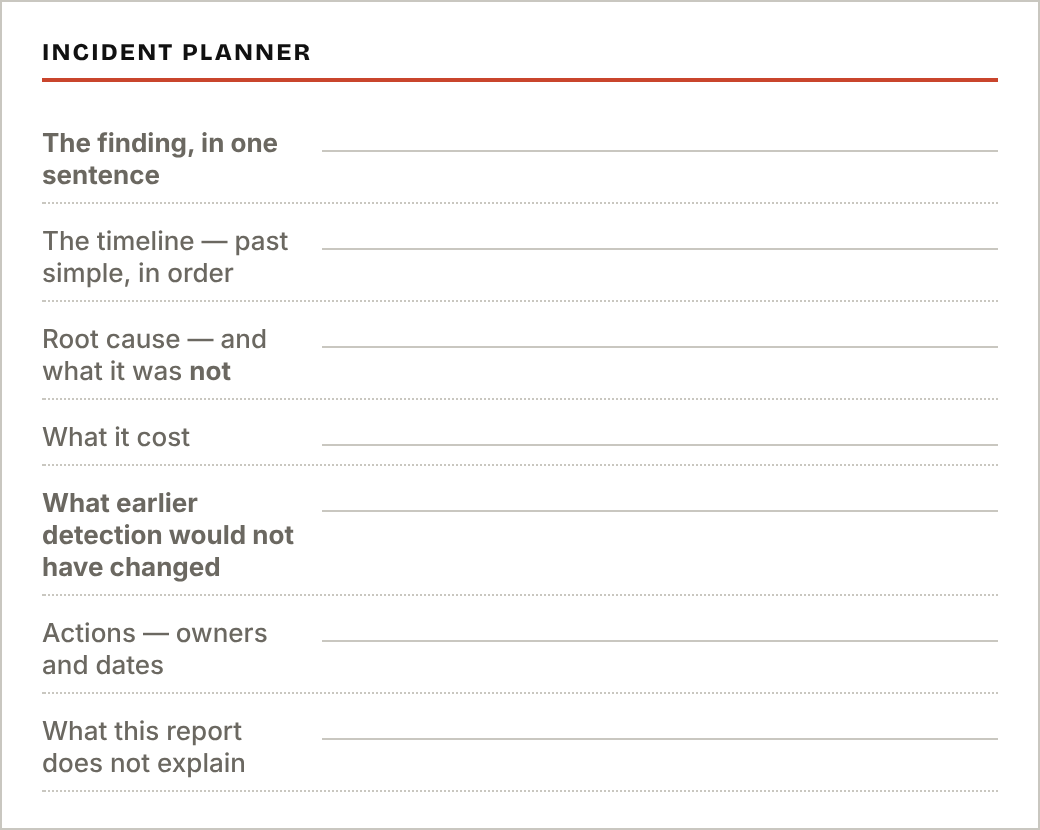 INCIDENT PLANNER
The finding, in one
sentence
The timeline — past
simple, in order
Root cause — and
what it was not
What it cost
What earlier
detection would not
have changed
Actions — owners
and dates
What this report
does not explain